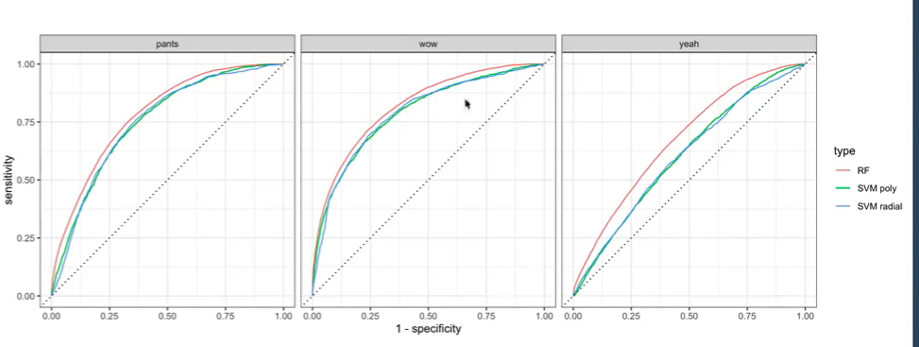 pants wow yeah
1.00
0.75
0.50
0.25
0.00
sensitivity
0.00 0.25 0.50 0.75 1.00 0.00 0.25 0.50 0.75 1.00 0.00 0.25 0.50 0.75 1.00
1 - specificity
type
RF
SVM poly
SVM radial